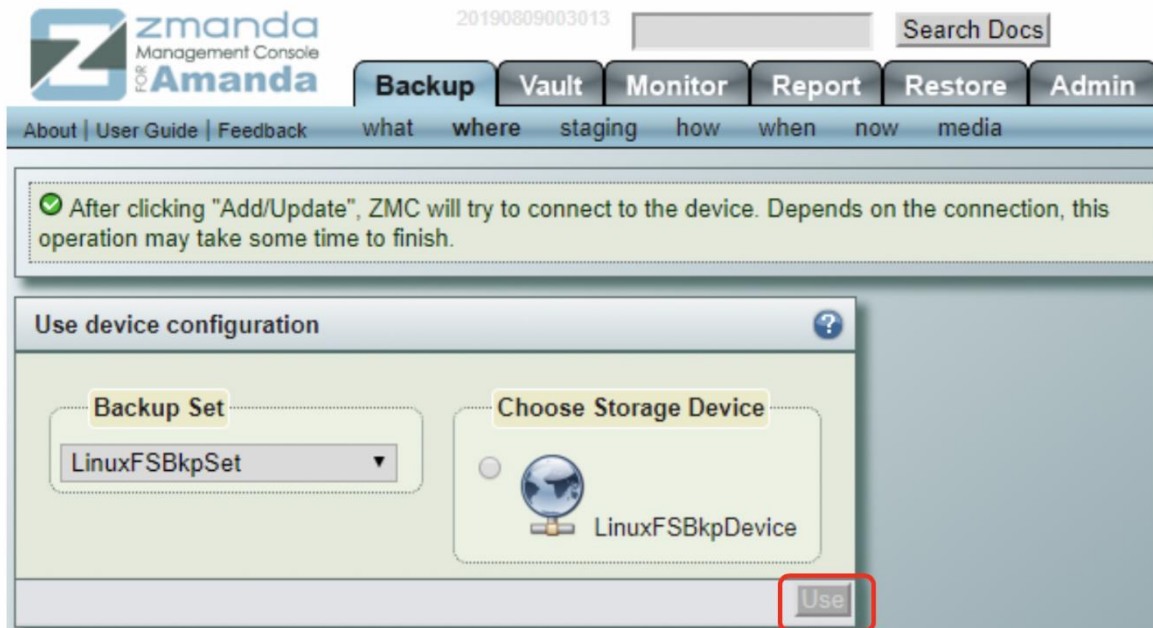 zmanda
Management Console
FOR Amanda
20190809003013
Search Docs
Backup Vault Monitor Report Restore Admin
About | User Guide | Feedback
what where staging how when now media
After clicking "Add/Update", ZMC will try to connect to the device. Depends on the connection, this
operation may take some time to finish.
Use device configuration
?
Backup Set
LinuxFSBkpSet
Choose Storage Device
LinuxFSBkpDevice
Use